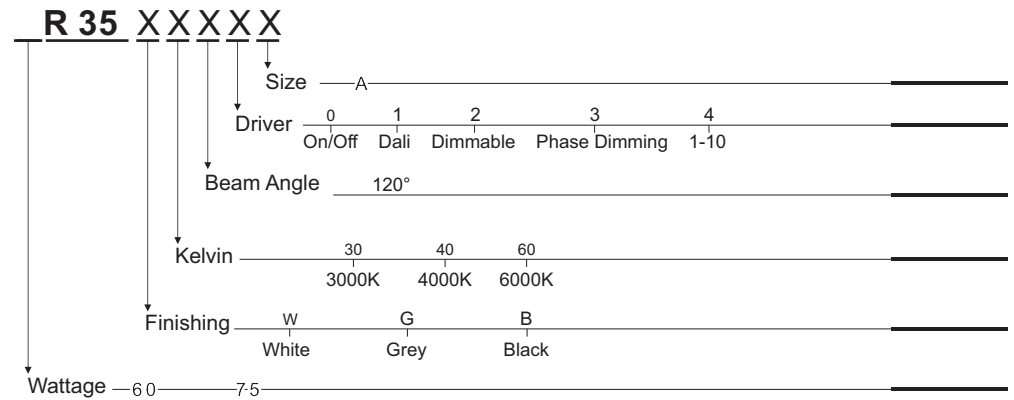 R 35 X X X X X
Size A
0 1 2 3 4
Driver
On/Off Dali Dimmable Phase Dimming 1-10
Beam Angle 120°
30 40 60
Kelvin
3000K 4000K 6000K
W G B
Finishing
White Grey Black
Wattage 60 75